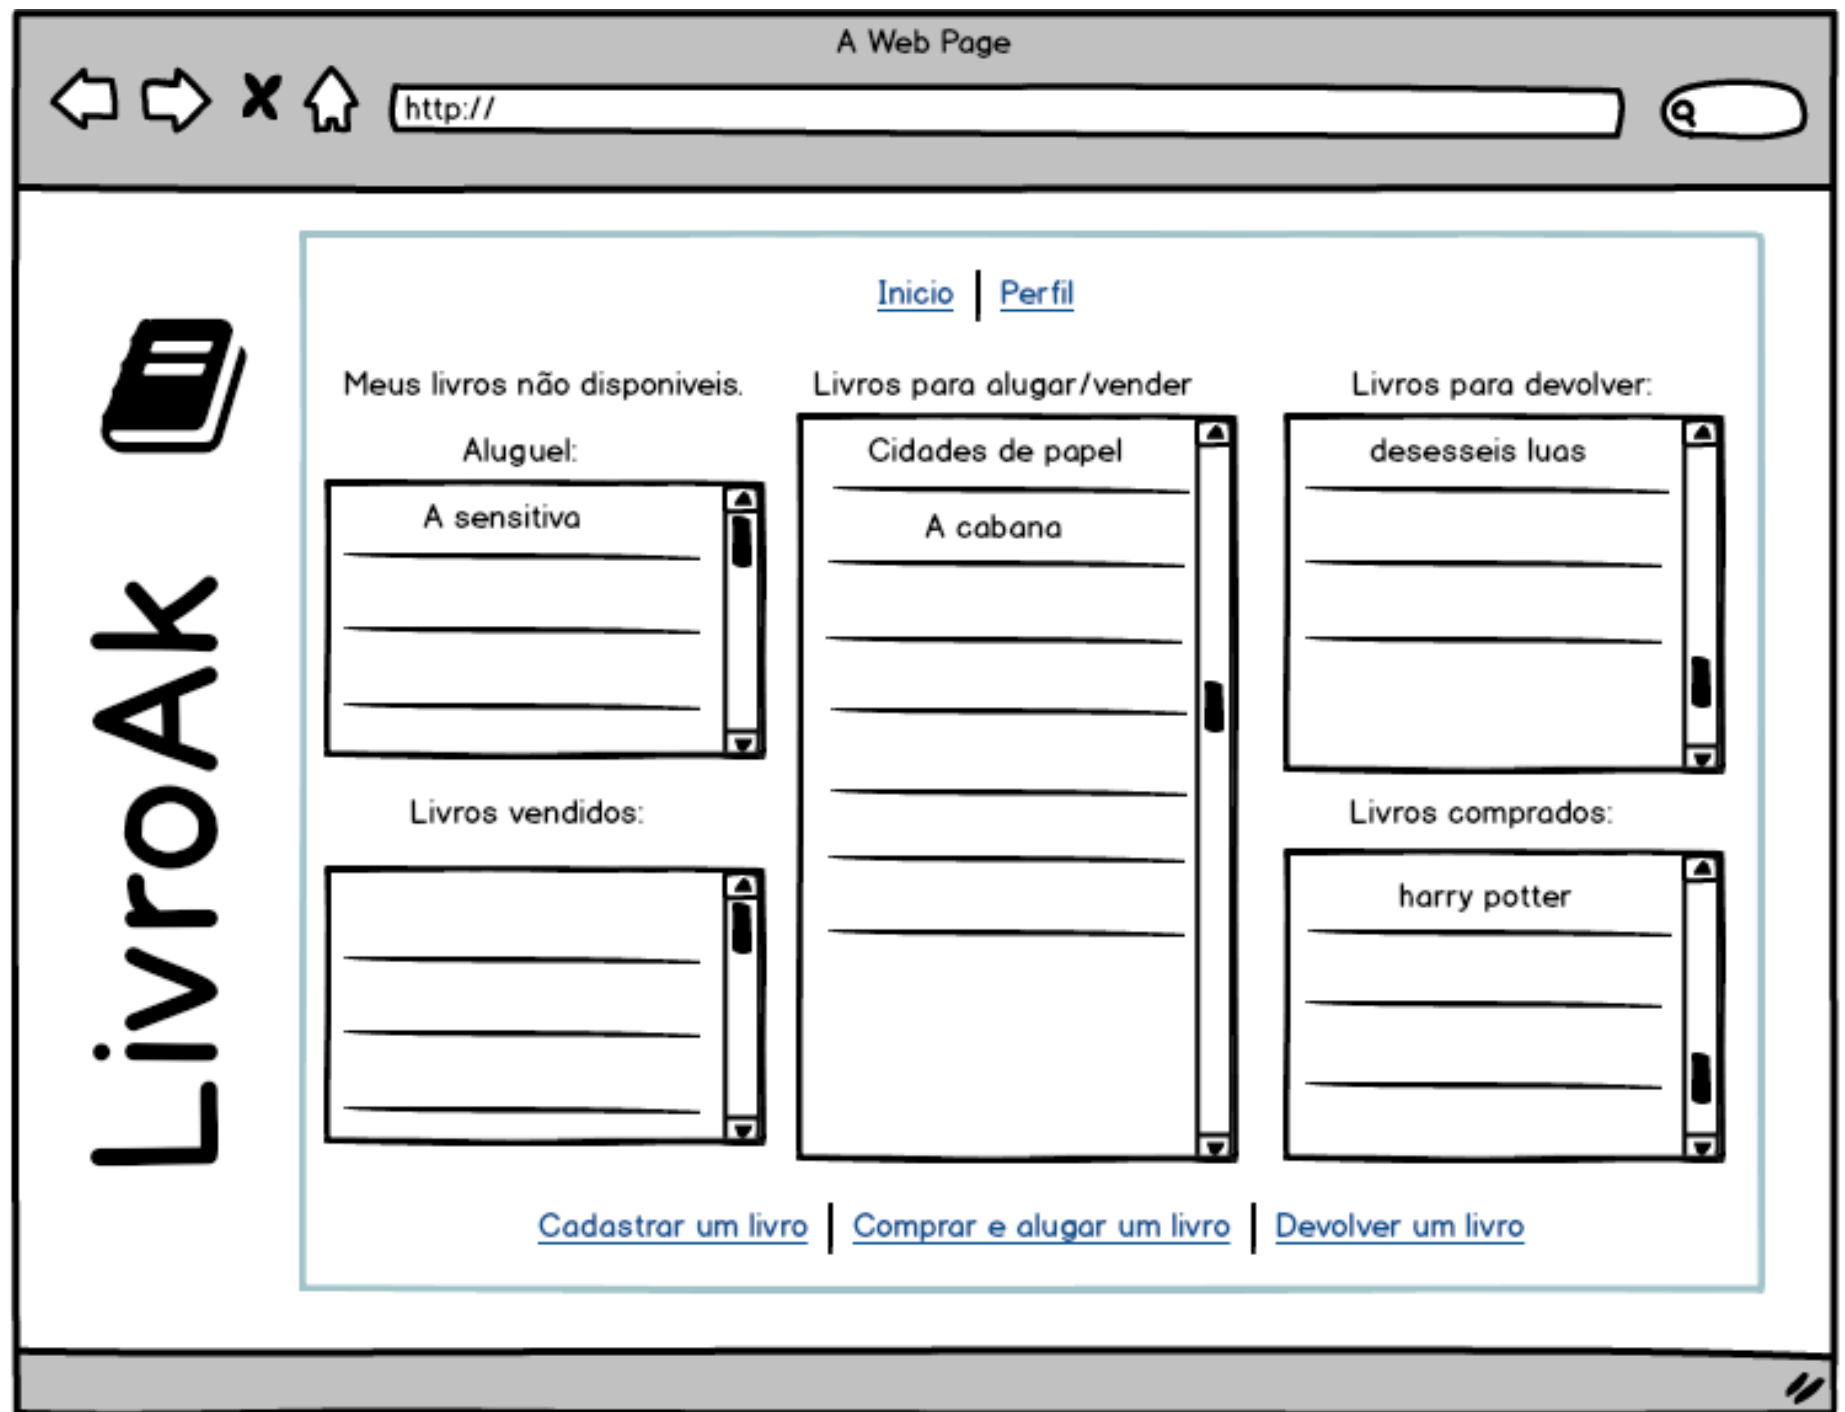 A Web Page
http://
LivroAk
Inicio | Perfil
Meus livros não disponiveis.
Aluguel:
A sensitiva
Livros vendidos:
Livros para alugar/vender
Cidades de papel
A cabana
Livros para devolver:
desesseis luas
Livros comprados:
harry potter
Cadastrar um livro | Comprar e alugar um livro | Devolver um livro